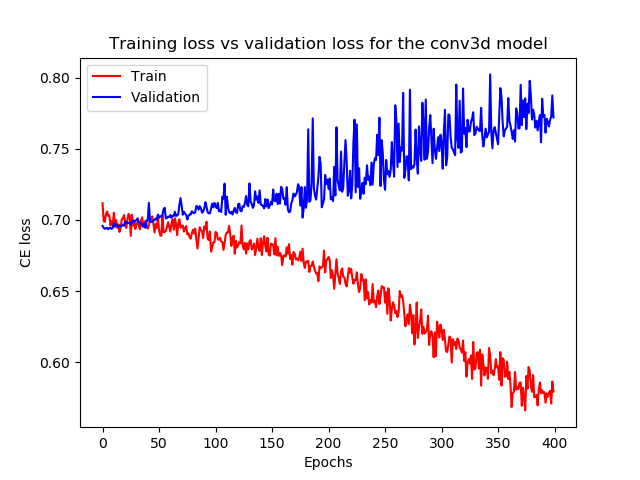 Training loss vs validation loss for the conv3d model
Train
Validation
0.80
0.75
0.70
0.65
0.60
CE loss
0 50 100 150 200 250 300 350 400
Epochs